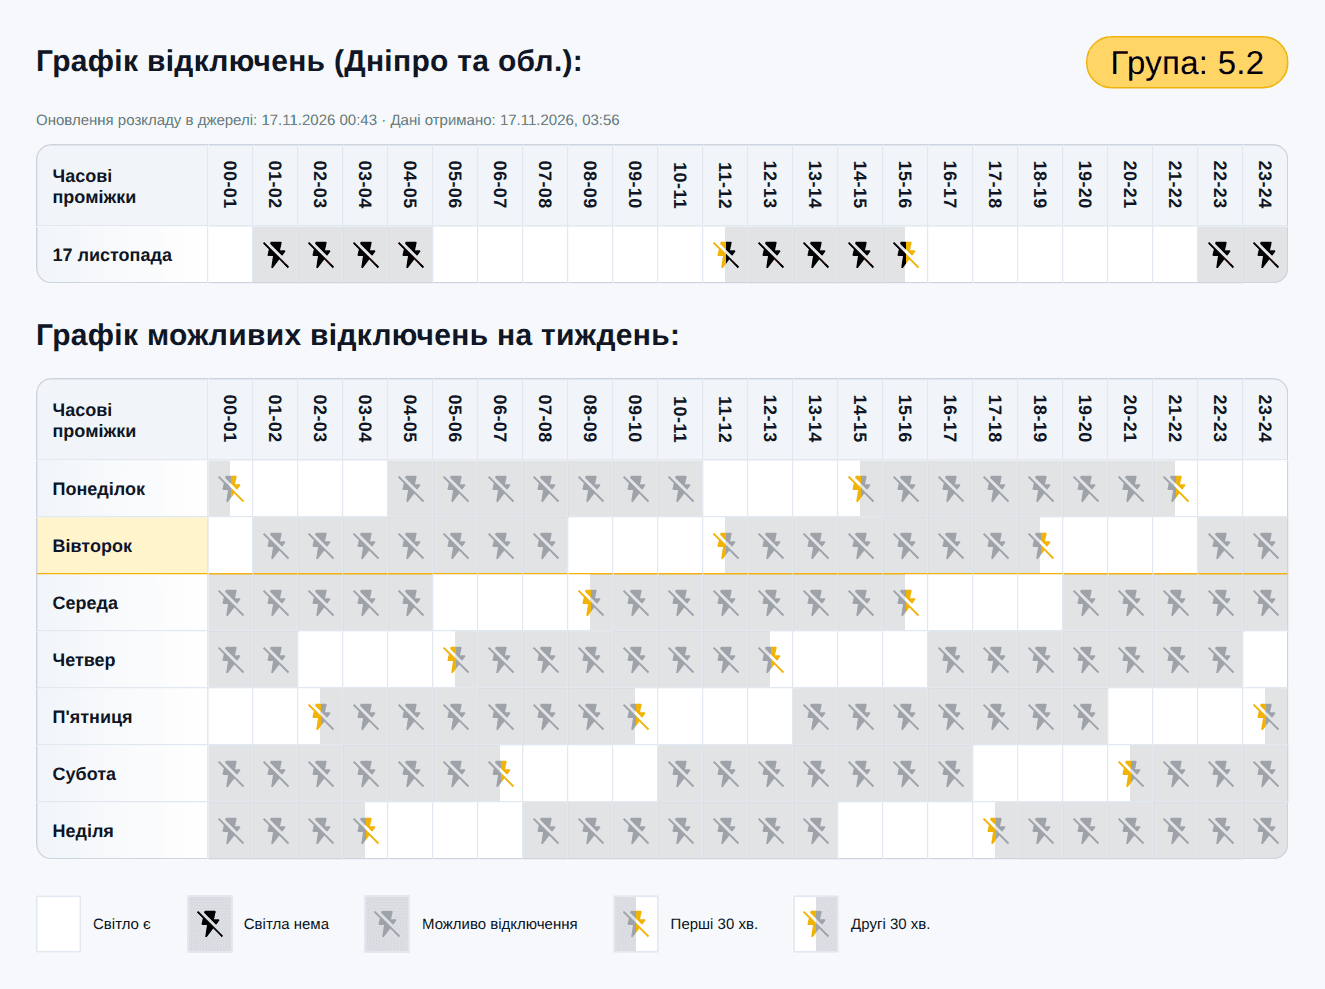 Графік відключень (Дніпро та обл.):
Група: 5.2
Оновлення розкладу в джерелі: 17.11.2026 00:43 · Дані отримано: 17.11.2026, 03:56
Часові проміжки 00-01 01-02 02-03 03-04 04-05 05-06 06-07 07-08 08-09 09-10 10-11 11-12 12-13 13-14 14-15 15-16 16-17 17-18 18-19 19-20 20-21 21-22 22-23 23-24
17 листопада
Графік можливих відключень на тиждень:
Часові проміжки 00-01 01-02 02-03 03-04 04-05 05-06 06-07 07-08 08-09 09-10 10-11 11-12 12-13 13-14 14-15 15-16 16-17 17-18 18-19 19-20 20-21 21-22 22-23 23-24
Понеділок
Вівторок
Середа
Четвер
П'ятниця
Субота
Неділя
Світло є Світла нема Можливо відключення Перші 30 хв. Другі 30 хв.